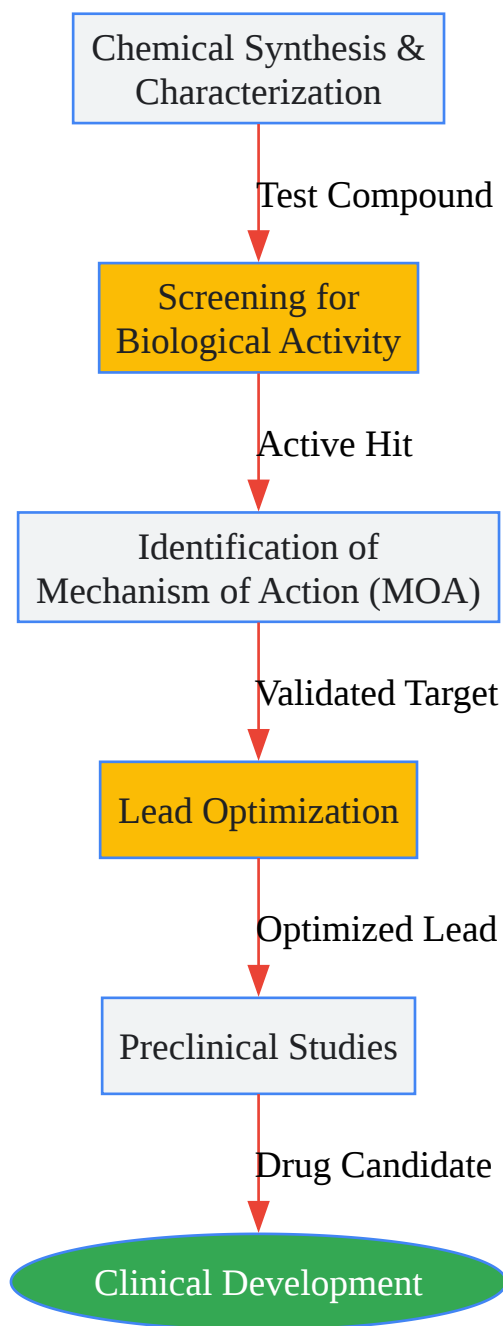 Chemical Synthesis &
Characterization
Test Compound
Screening for
Biological Activity
Active Hit
Identification of
Mechanism of Action (MOA)
Validated Target
Lead Optimization
Optimized Lead
Preclinical Studies
Drug Candidate
Clinical Development